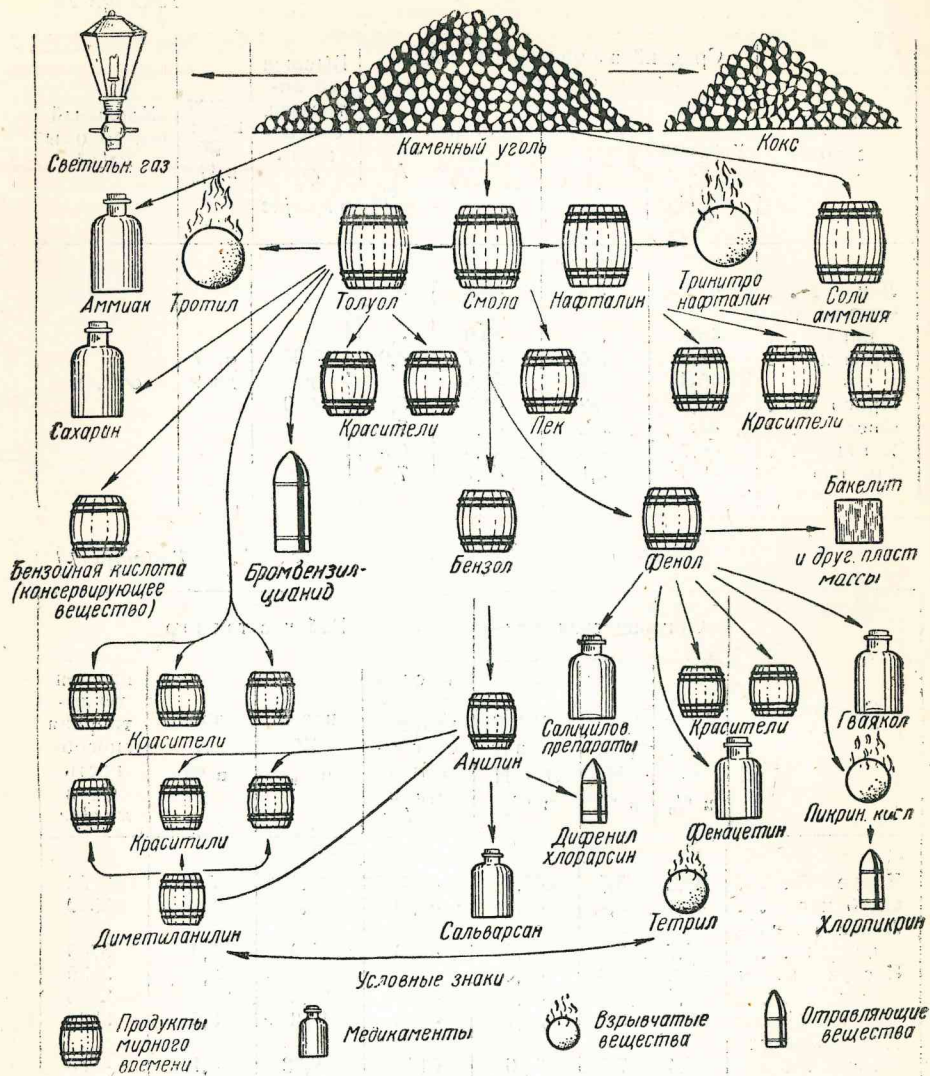 Каменный уголь
Кокс
Светильн. газ
Аммиак
Тротил
Толуол
Смола
Нафталин
Тринитро
нафталин
Соли
аммония
Сахарин
Красители
Пек
Красители
Бензойная кислота
(консервирующее
вещество)
Бромбензил-
цианид
Бензол
Фенол
Бакелит
и друг. пласт
массы
Красители
Анилин
Салицилов.
препараты
Красители
Гваякол
Краситили
Дифенил
хлорарсин
Фенацетин
Пикрин. кисл
Диметиланилин
Сальварсан
Тетрил
Хлорпикрин
Условные знаки
Продукты
мирного
времени
Медикаменты
Взрывчатые
вещества
Отравляющие
вещества